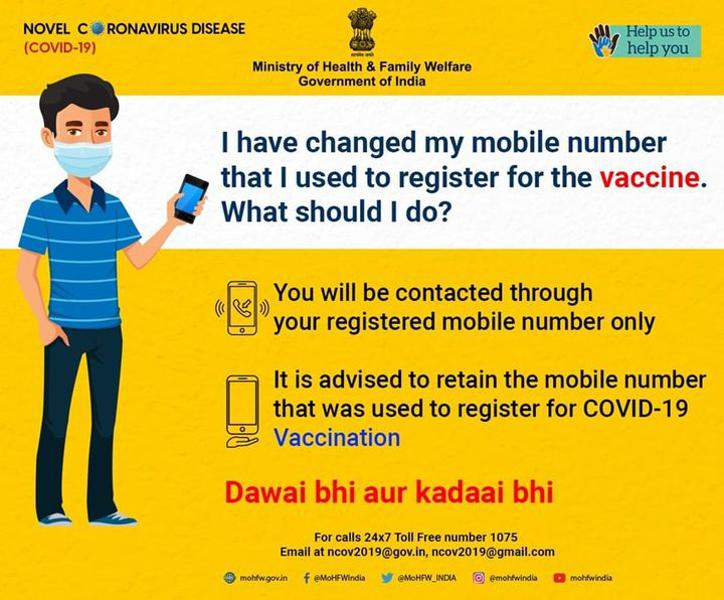 NOVEL CORONAVIRUS DISEASE
(COVID-19)
Ministry of Health & Family Welfare
Government of India
Help us to
help you
I have changed my mobile number
that I used to register for the vaccine.
What should I do?
You will be contacted through
your registered mobile number only
It is advised to retain the mobile number
that was used to register for COVID-19
Vaccination
Dawai bhi aur kadaai bhi
For calls 24x7 Toll Free number 1075
Email at ncov2019@gov.in, ncov2019@gmail.com
mohfw.gov.in @MoHFWIndia @MoHFW_INDIA @mohfwindia mohfwindia